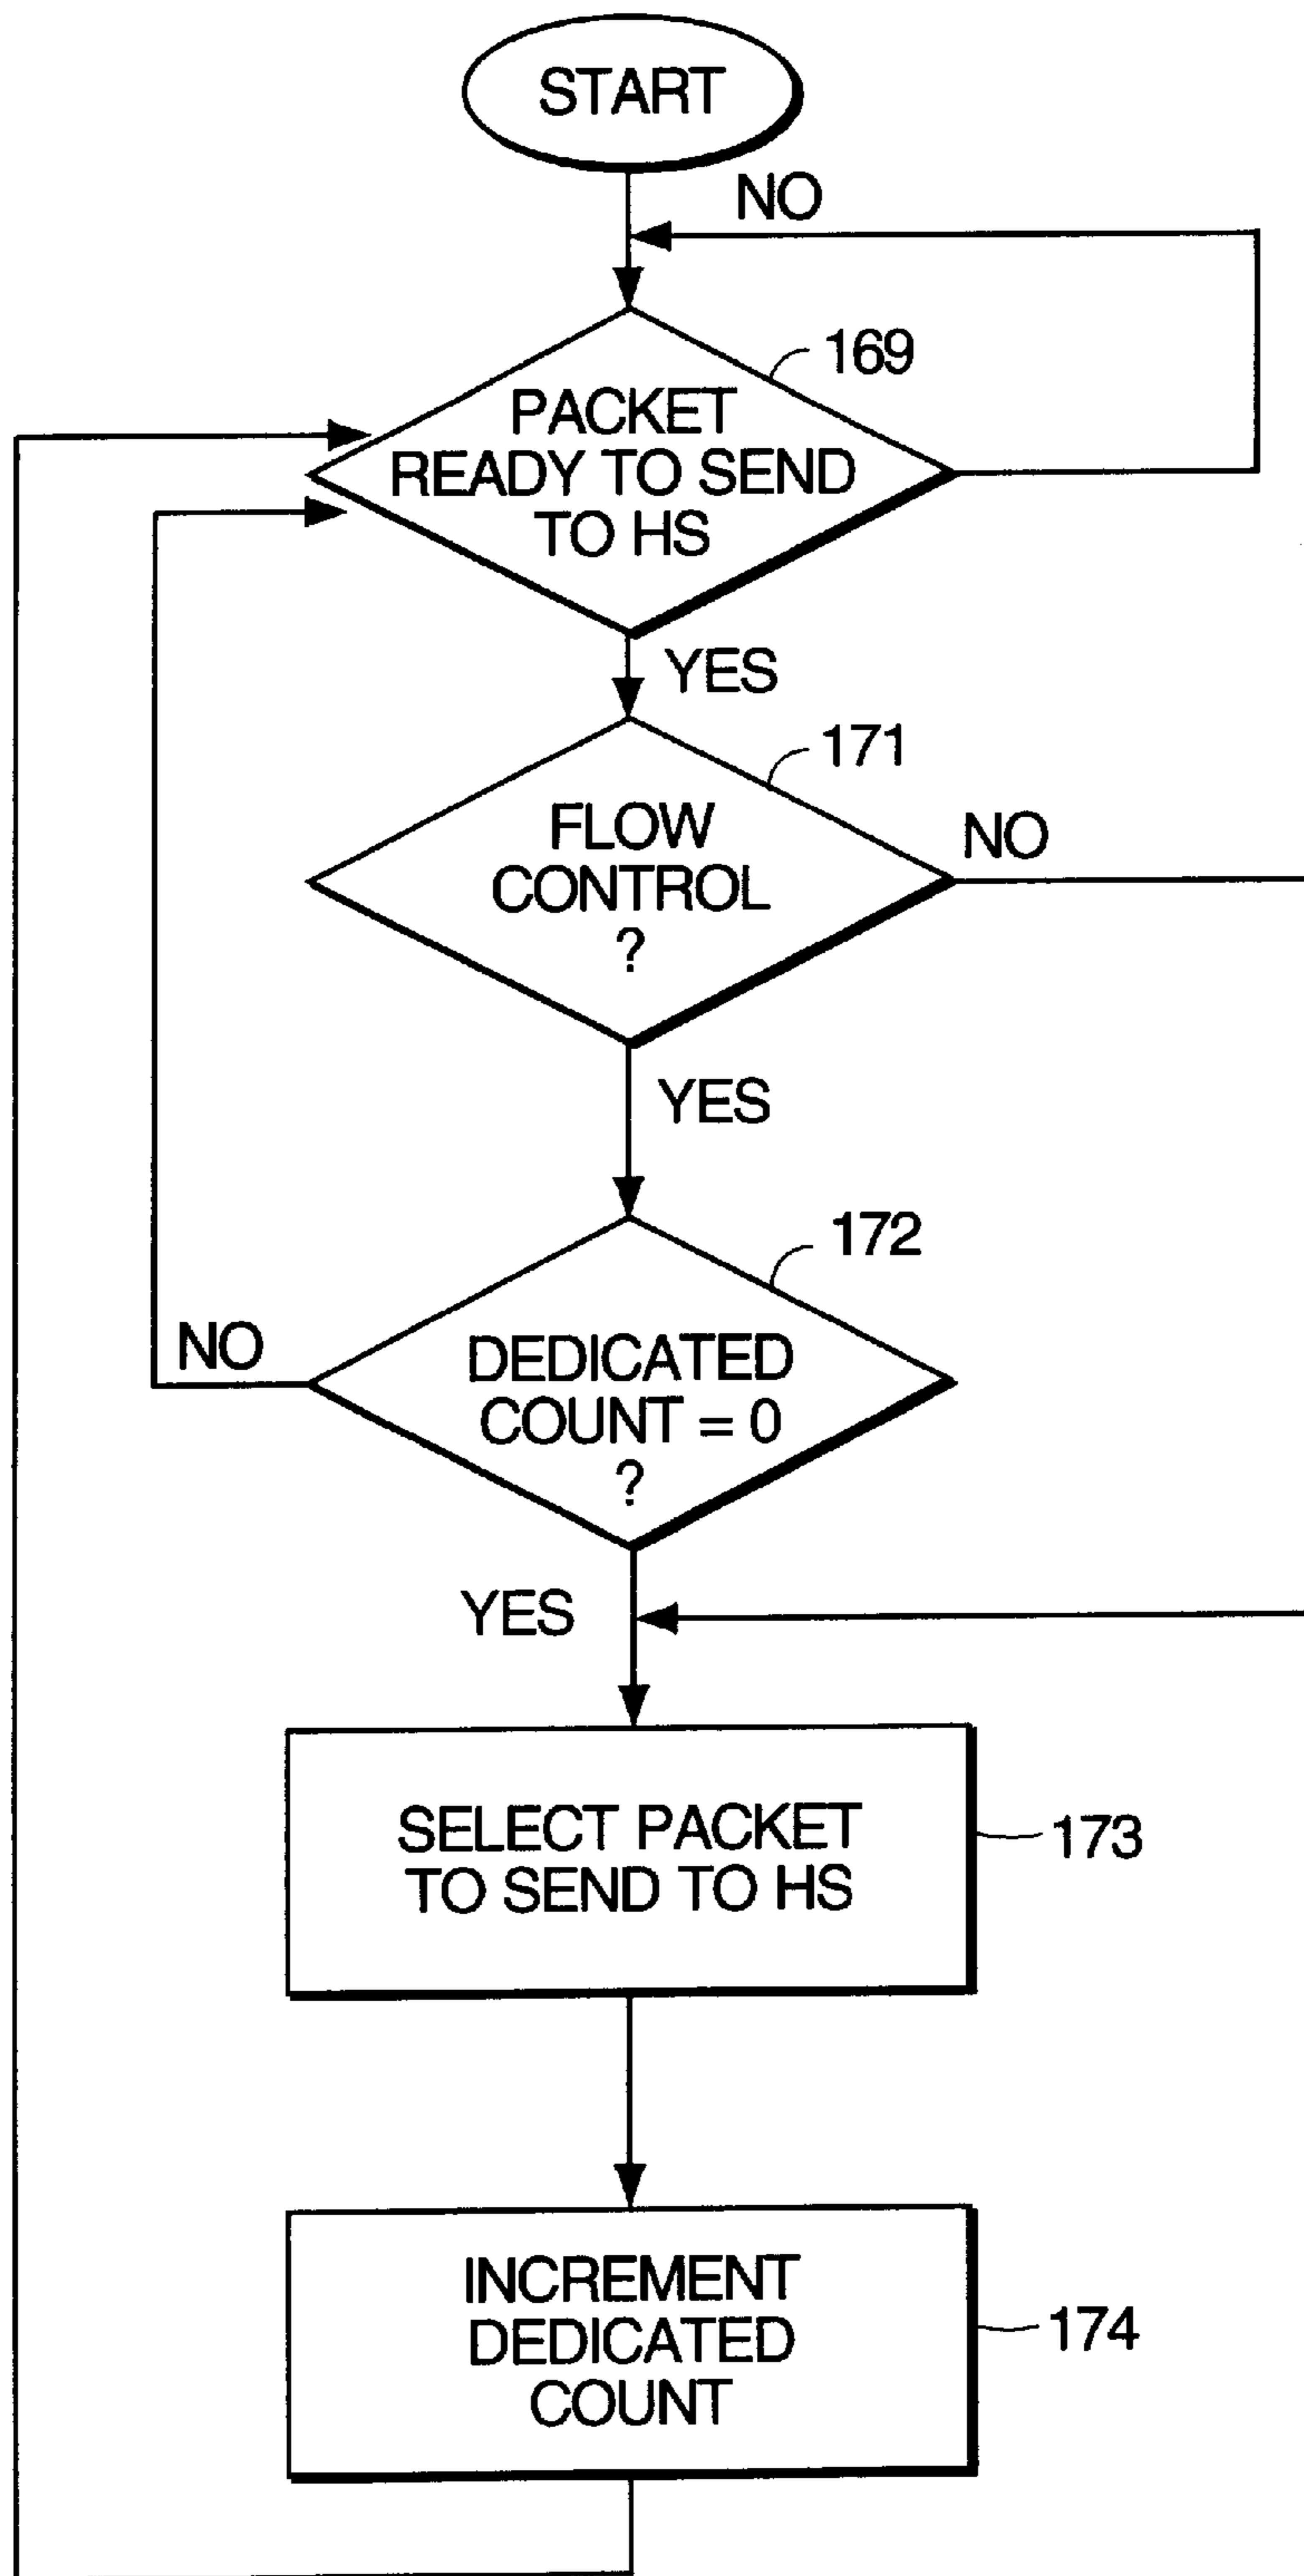 START
NO
169
PACKET
READY TO SEND
TO HS
YES
171
FLOW
CONTROL
?
NO
YES
172
DEDICATED
COUNT = 0
?
NO
YES
SELECT PACKET
TO SEND TO HS
173
INCREMENT
DEDICATED
COUNT
174